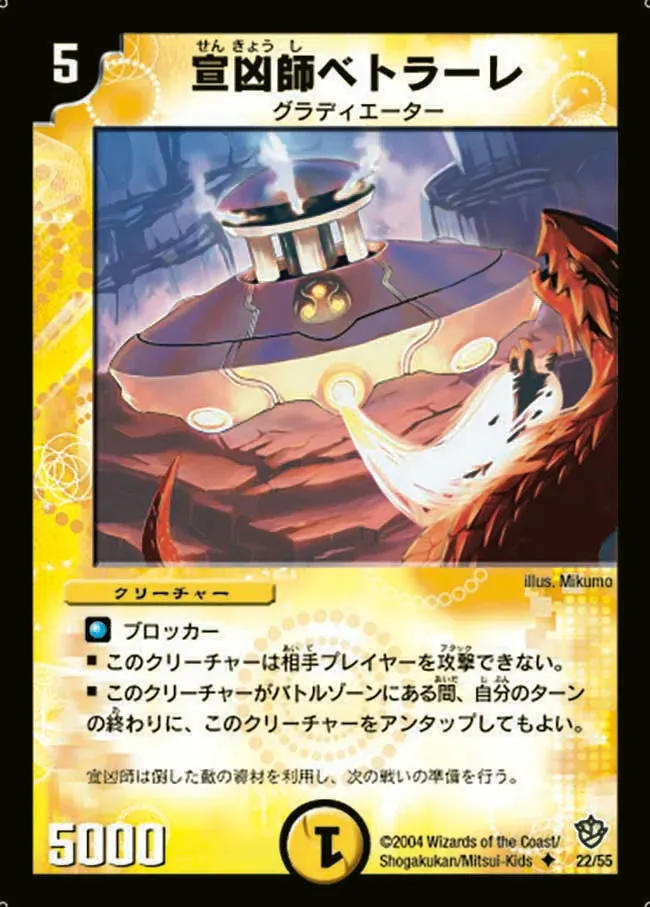 5
せんきょうし
宣凶師ベトラーレ
グラディエーター
illus. Mikumo
クリーチャー
ブロッカー
■ このクリーチャーは相手プレイヤーを攻撃できない。
■ このクリーチャーがバトルゾーンにある間、自分のターン
の終わりに、このクリーチャーをアンタップしてもよい。
宣凶師は倒した敵の資材を利用し、次の戦いの準備を行う。
5000
1
©2004 Wizards of the Coast/
Shogakukan/Mitsui-Kids
22/55